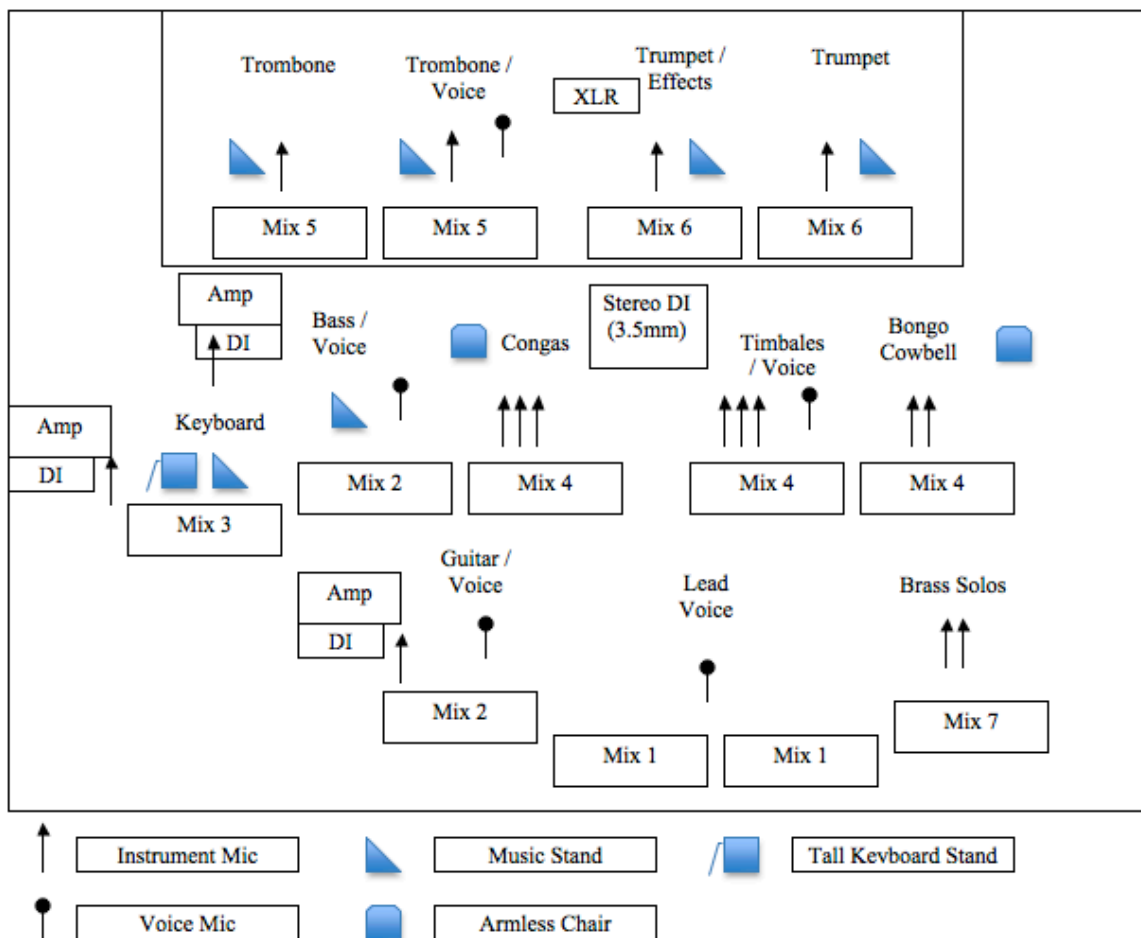 Trombone
Trombone /
Voice
XLR
Trumpet /
Effects
Trumpet
Mix 5
Mix 5
Mix 6
Mix 6
Amp
DI
Bass /
Voice
Congas
Stereo DI
(3.5mm)
Timbales
/ Voice
Bongo
Cowbell
Amp
DI
Keyboard
Mix 3
Mix 2
Mix 4
Mix 4
Mix 4
Amp
DI
Guitar /
Voice
Lead
Voice
Brass Solos
Mix 2
Mix 1
Mix 1
Mix 7
Instrument Mic
Music Stand
Tall Keyboard Stand
Voice Mic
Armless Chair